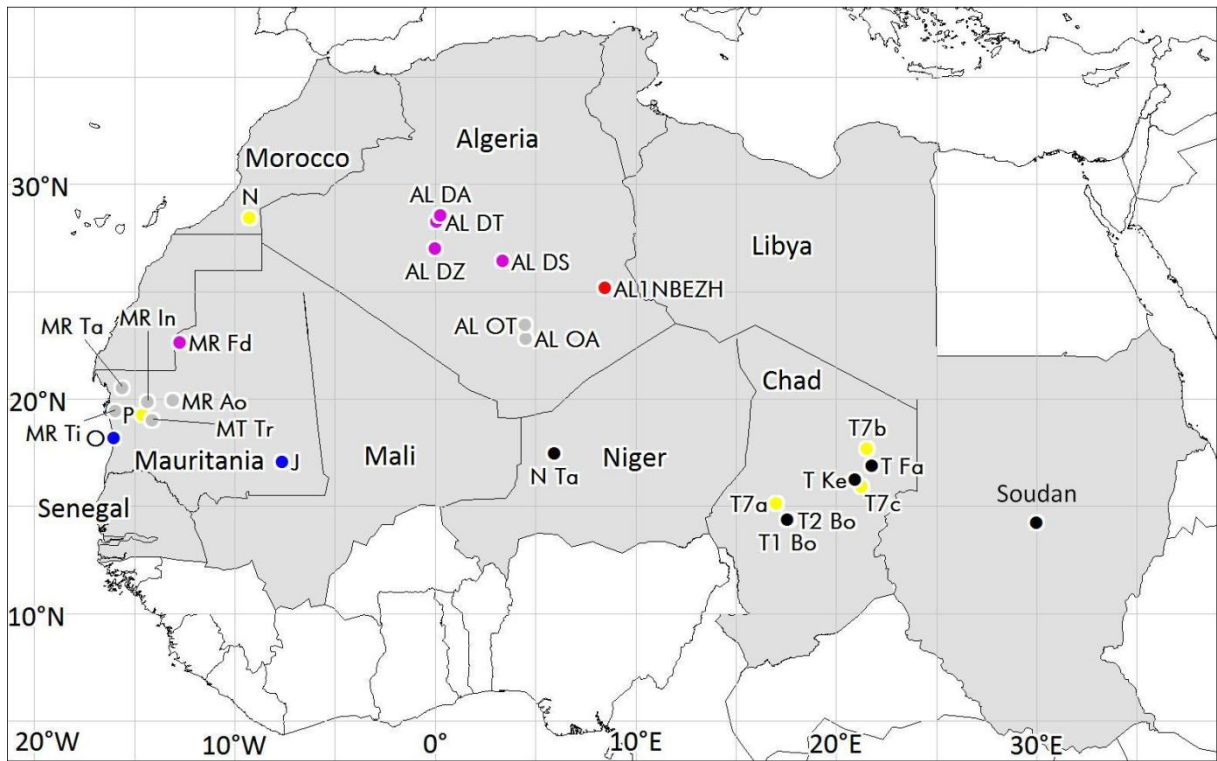 Algeria
Morocco
30°N
N
AL DA
AL DT
AL DZ
AL DS
Libya
AL1NBEZH
MR Ta
MR In
MR Fd
AL OT
AL OA
Chad
20°N
P
MR Ao
MR Ti
O
MT Tr
T7b
Mauritania
J
Mali
N Ta
Niger
T Fa
T Ke
T7c
T7a
Soudan
Senegal
T2 Bo
T1 Bo
10°N
20°W
10°W
0°
10°E
20°E
30°E